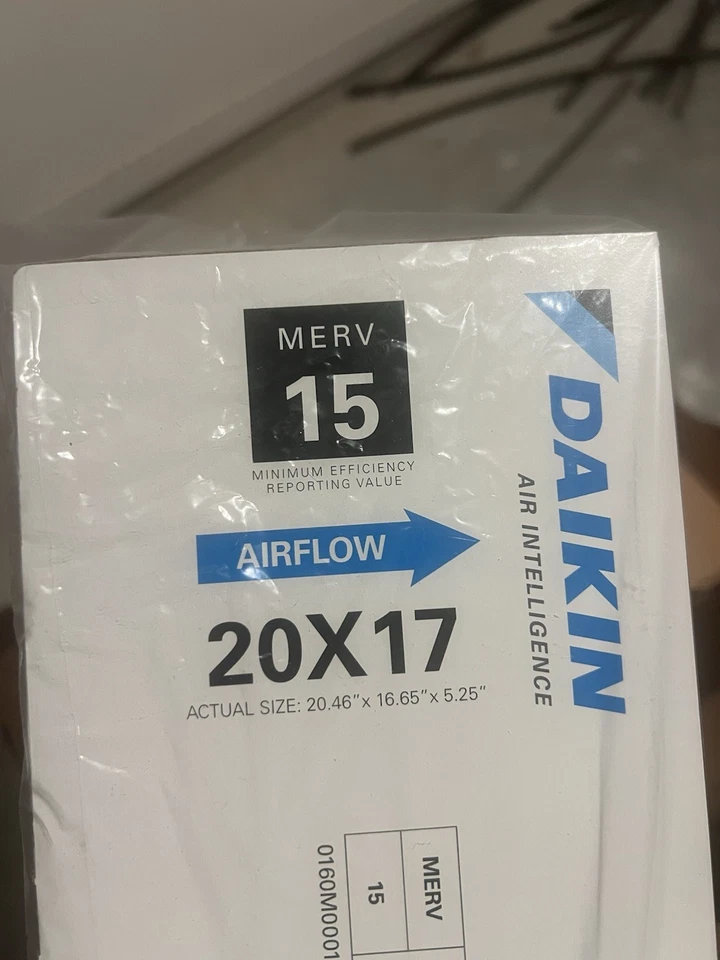 MERV
15
MINIMUM EFFICIENCY
REPORTING VALUE
AIRFLOW
20X17
ACTUAL SIZE: 20.46"x 16.65"x 5.25"
DAIKIN
AIR INTELLIGENCE
MERV
15
0160M0001